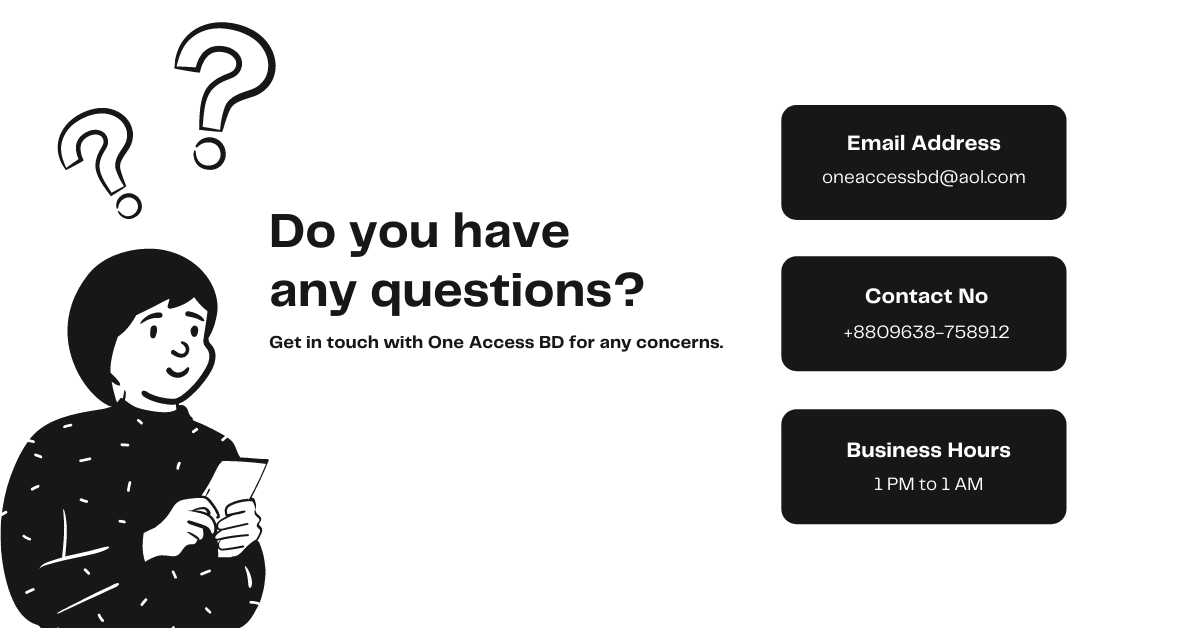 Do you have
any questions?
Get in touch with One Access BD for any concerns.
Email Address
oneaccessbd@aol.com
Contact No
+8809638-758912
Business Hours
1 PM to 1 AM